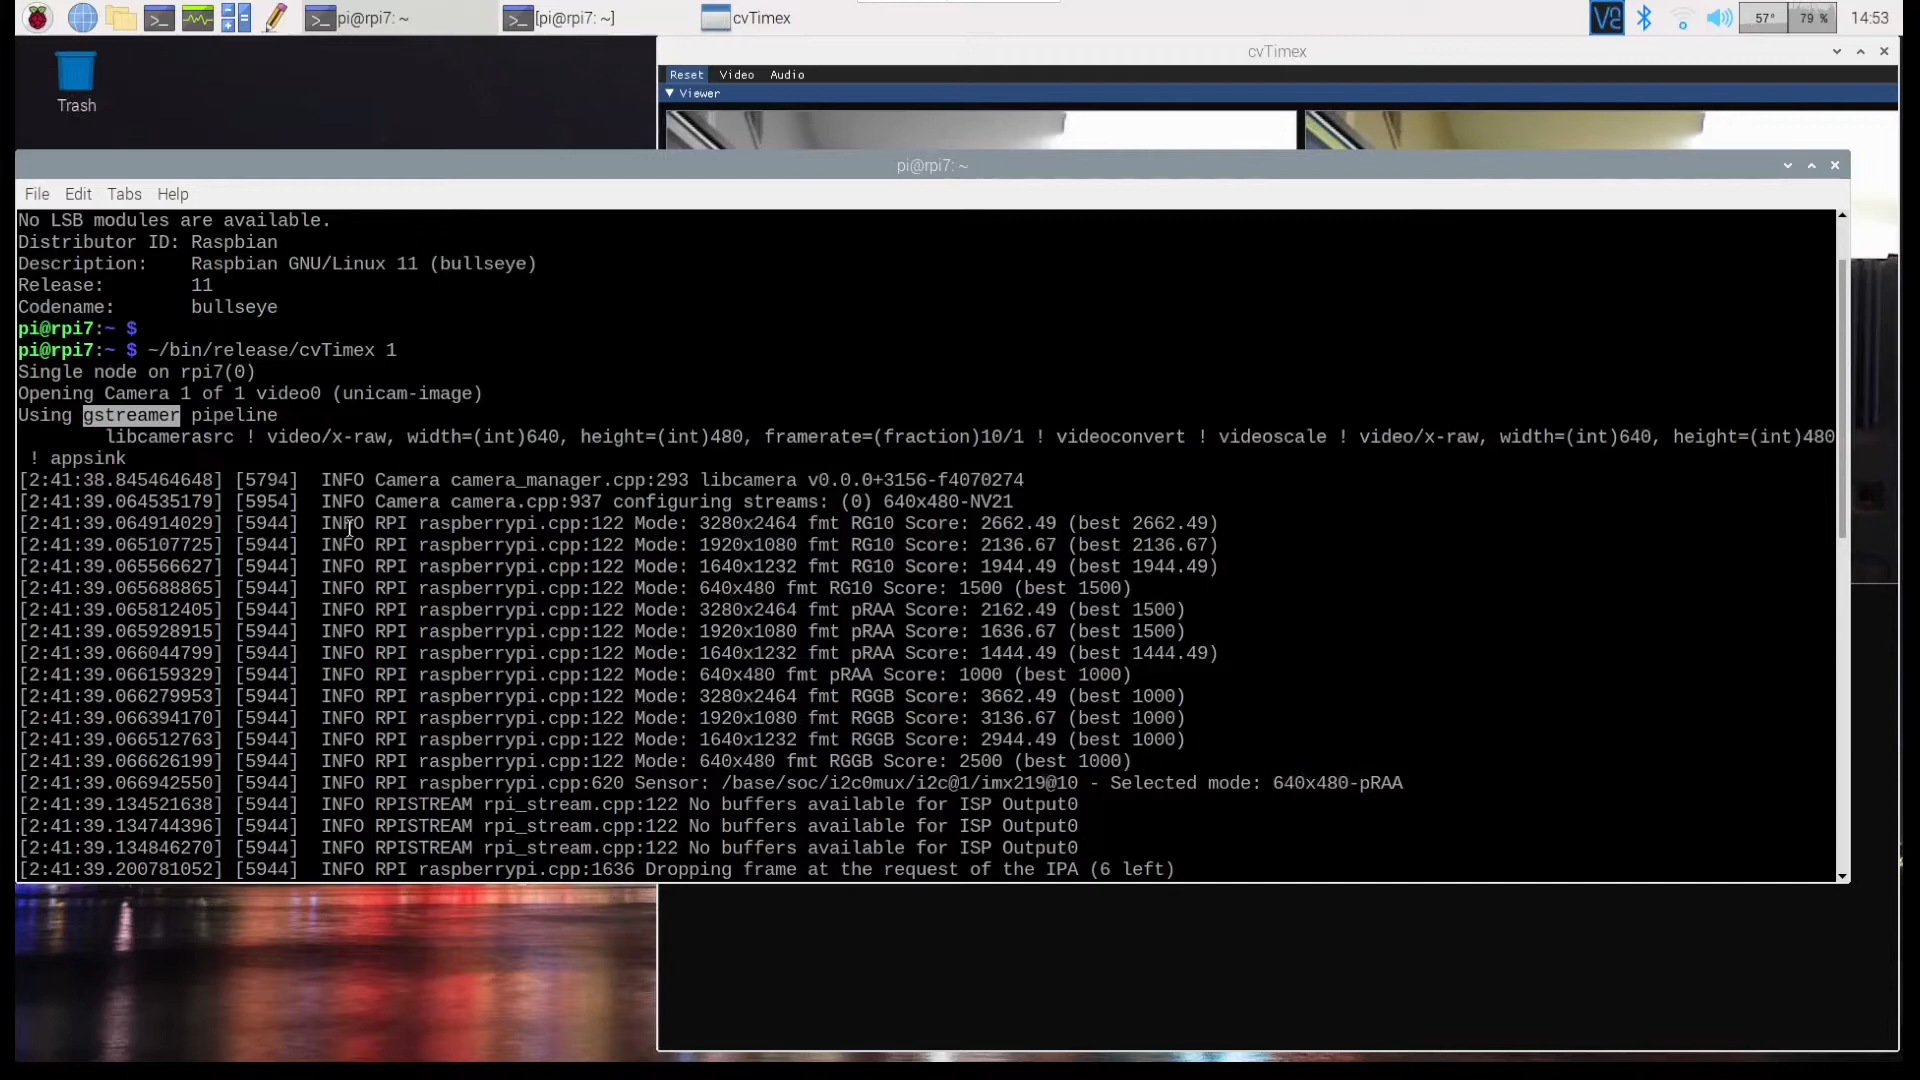 pi@rpi7: ~
[pi@rpi7: ~]
cvTimex
57°
79 %
14:53
Trash
cvTimex
Reset Video Audio
▼ Viewer
pi@rpi7: ~
File Edit Tabs Help
No LSB modules are available.
Distributor ID: Raspbian
Description: Raspbian GNU/Linux 11 (bullseye)
Release: 11
Codename: bullseye
pi@rpi7:~ $
pi@rpi7:~ $ ~/bin/release/cvTimex 1
Single node on rpi7(0)
Opening Camera 1 of 1 video0 (unicam-image)
Using gstreamer pipeline
libcamerasrc ! video/x-raw, width=(int)640, height=(int)480, framerate=(fraction)10/1 ! videoconvert ! videoscale ! video/x-raw, width=(int)640, height=(int)480
! appsink
[2:41:38.845464648] [5794] INFO Camera camera_manager.cpp:293 libcamera v0.0.0+3156-f4070274
[2:41:39.064535179] [5954] INFO Camera camera.cpp:937 configuring streams: (0) 640x480-NV21
[2:41:39.064914029] [5944] INFO RPI raspberrypi.cpp:122 Mode: 3280x2464 fmt RG10 Score: 2662.49 (best 2662.49)
[2:41:39.065107725] [5944] INFO RPI raspberrypi.cpp:122 Mode: 1920x1080 fmt RG10 Score: 2136.67 (best 2136.67)
[2:41:39.065566627] [5944] INFO RPI raspberrypi.cpp:122 Mode: 1640x1232 fmt RG10 Score: 1944.49 (best 1944.49)
[2:41:39.065688865] [5944] INFO RPI raspberrypi.cpp:122 Mode: 640x480 fmt RG10 Score: 1500 (best 1500)
[2:41:39.065812405] [5944] INFO RPI raspberrypi.cpp:122 Mode: 3280x2464 fmt pRAA Score: 2162.49 (best 1500)
[2:41:39.065928915] [5944] INFO RPI raspberrypi.cpp:122 Mode: 1920x1080 fmt pRAA Score: 1636.67 (best 1500)
[2:41:39.066044799] [5944] INFO RPI raspberrypi.cpp:122 Mode: 1640x1232 fmt pRAA Score: 1444.49 (best 1444.49)
[2:41:39.066159329] [5944] INFO RPI raspberrypi.cpp:122 Mode: 640x480 fmt pRAA Score: 1000 (best 1000)
[2:41:39.066279953] [5944] INFO RPI raspberrypi.cpp:122 Mode: 3280x2464 fmt RGGB Score: 3662.49 (best 1000)
[2:41:39.066394170] [5944] INFO RPI raspberrypi.cpp:122 Mode: 1920x1080 fmt RGGB Score: 3136.67 (best 1000)
[2:41:39.066512763] [5944] INFO RPI raspberrypi.cpp:122 Mode: 1640x1232 fmt RGGB Score: 2944.49 (best 1000)
[2:41:39.066626199] [5944] INFO RPI raspberrypi.cpp:122 Mode: 640x480 fmt RGGB Score: 2500 (best 1000)
[2:41:39.066942550] [5944] INFO RPI raspberrypi.cpp:620 Sensor: /base/soc/i2c0mux/i2c@1/imx219@10 - Selected mode: 640x480-pRAA
[2:41:39.134521638] [5944] INFO RPISTREAM rpi_stream.cpp:122 No buffers available for ISP Output0
[2:41:39.134744396] [5944] INFO RPISTREAM rpi_stream.cpp:122 No buffers available for ISP Output0
[2:41:39.134846270] [5944] INFO RPISTREAM rpi_stream.cpp:122 No buffers available for ISP Output0
[2:41:39.200781052] [5944] INFO RPI raspberrypi.cpp:1636 Dropping frame at the request of the IPA (6 left)